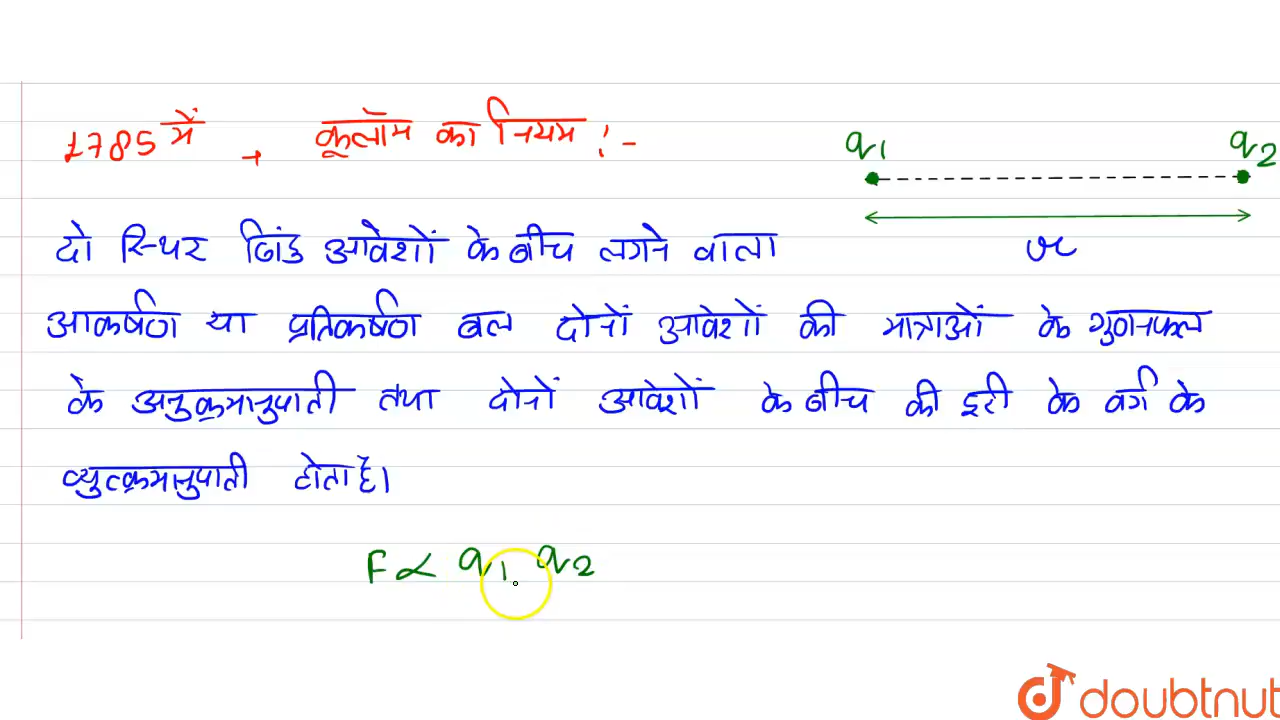 1785 में, कूलॉम का नियम :-
q1 q2
r
दो स्थिर बिंदु आवेशों के बीच लगने वाला
आकर्षण या प्रतिकर्षण बल दोनों आवेशों की मात्राओं के गुणनफल
के अनुक्रमानुपाती तथा दोनों आवेशों के बीच की दूरी के वर्ग के
व्युत्क्रमानुपाती होता है।
F ∝ q1 q2
doubtnut